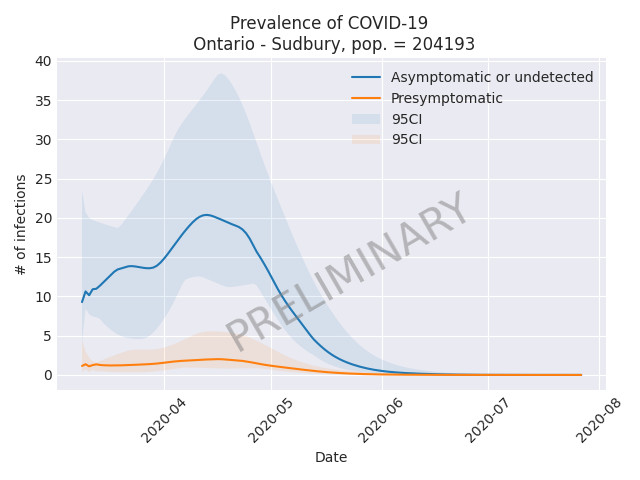 Prevalence of COVID-19
Ontario - Sudbury, pop. = 204193
# of infections
40
35
30
25
20
15
10
5
0
Asymptomatic or undetected
Presymptomatic
95CI
95CI
PRELIMINARY
2020-04
2020-05
2020-06
2020-07
2020-08
Date